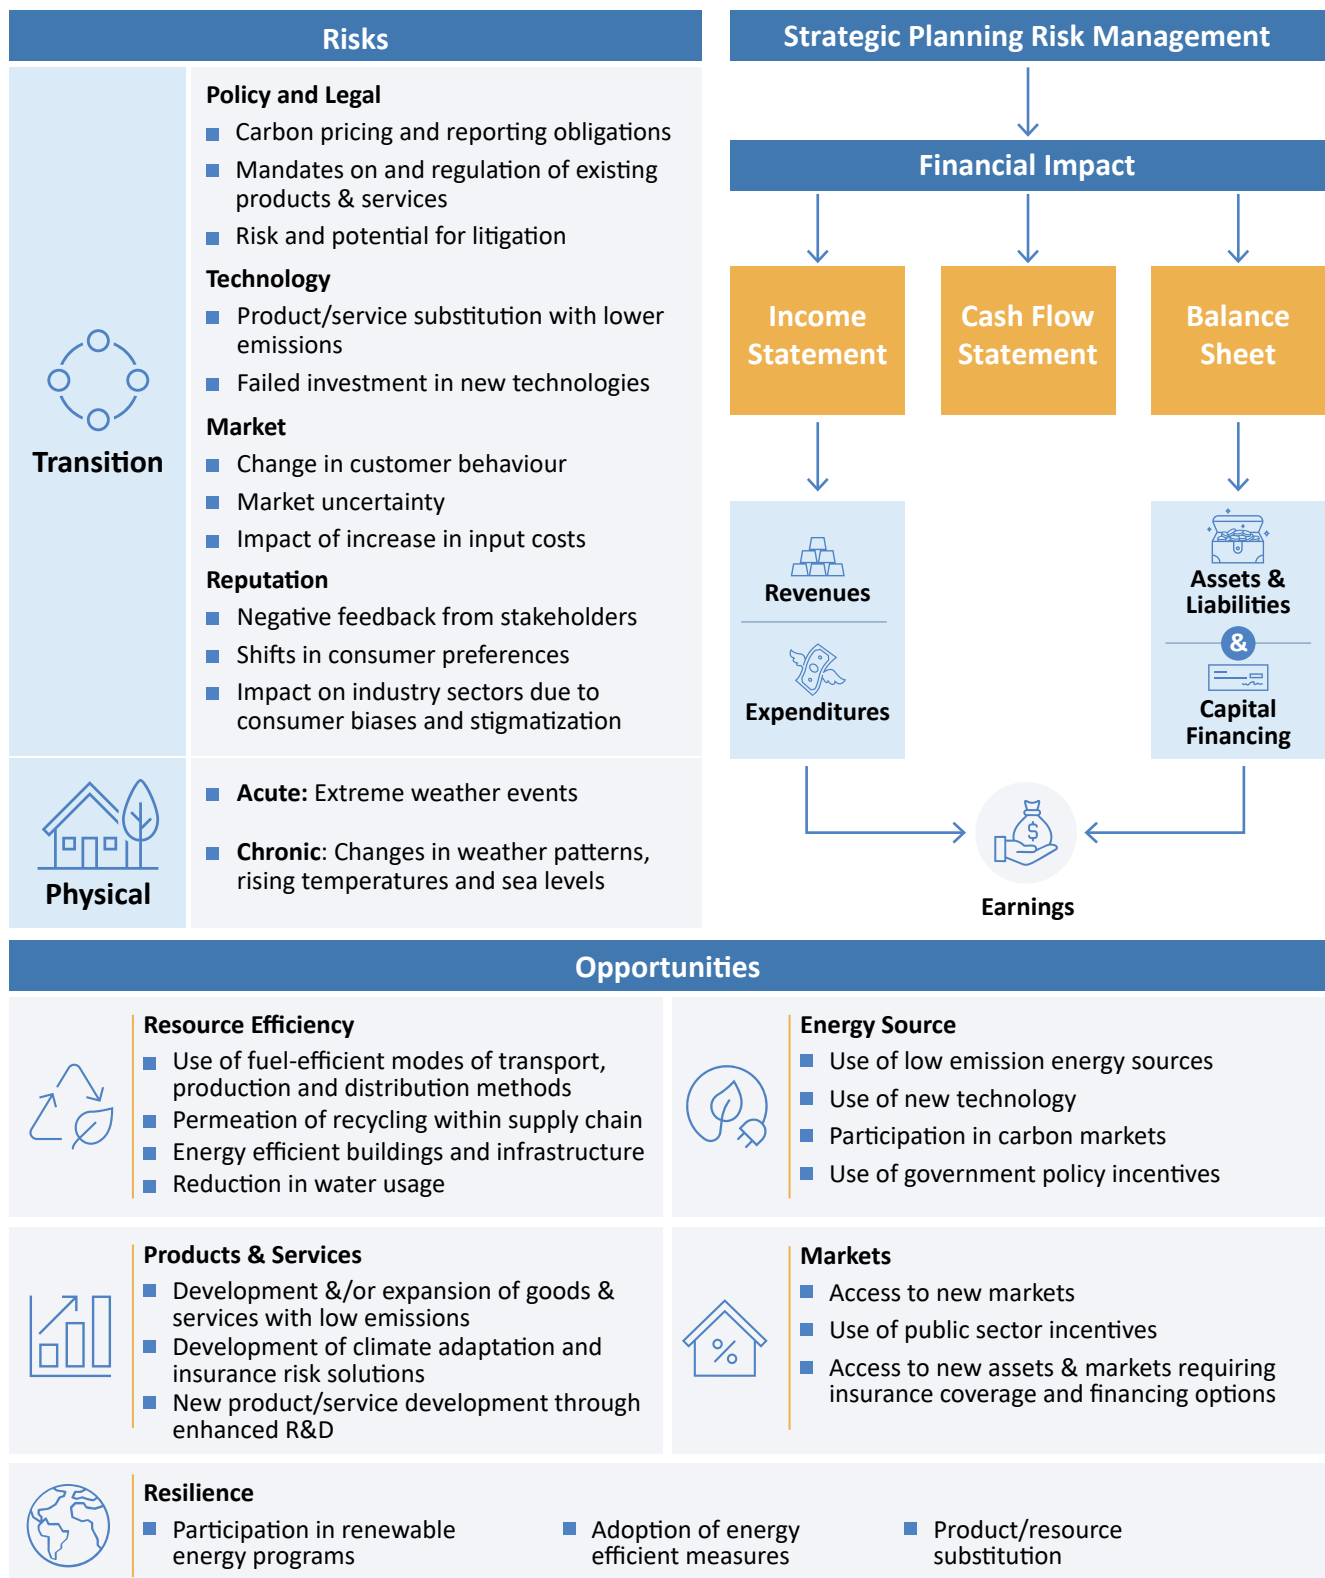 Risks
Transition
Policy and Legal
Carbon pricing and reporting obligations
Mandates on and regulation of existing
products & services
Risk and potential for litigation
Technology
Product/service substitution with lower
emissions
Failed investment in new technologies
Market
Change in customer behaviour
Market uncertainty
Impact of increase in input costs
Reputation
Negative feedback from stakeholders
Shifts in consumer preferences
Impact on industry sectors due to
consumer biases and stigmatization
Physical
Acute: Extreme weather events
Chronic: Changes in weather patterns,
rising temperatures and sea levels
Strategic Planning Risk Management
Financial Impact
Income
Statement
Cash Flow
Statement
Balance
Sheet
Revenues
Expenditures
Assets &
Liabilities
&
Capital
Financing
$
Earnings
Opportunities
Resource Efficiency
Use of fuel-efficient modes of transport,
production and distribution methods
Permeation of recycling within supply chain
Energy efficient buildings and infrastructure
Reduction in water usage
Energy Source
Use of low emission energy sources
Use of new technology
Participation in carbon markets
Use of government policy incentives
Products & Services
Development &/or expansion of goods &
services with low emissions
Development of climate adaptation and
insurance risk solutions
New product/service development through
enhanced R&D
%
Markets
Access to new markets
Use of public sector incentives
Access to new assets & markets requiring
insurance coverage and financing options
Resilience
Participation in renewable
energy programs
Adoption of energy
efficient measures
Product/resource
substitution